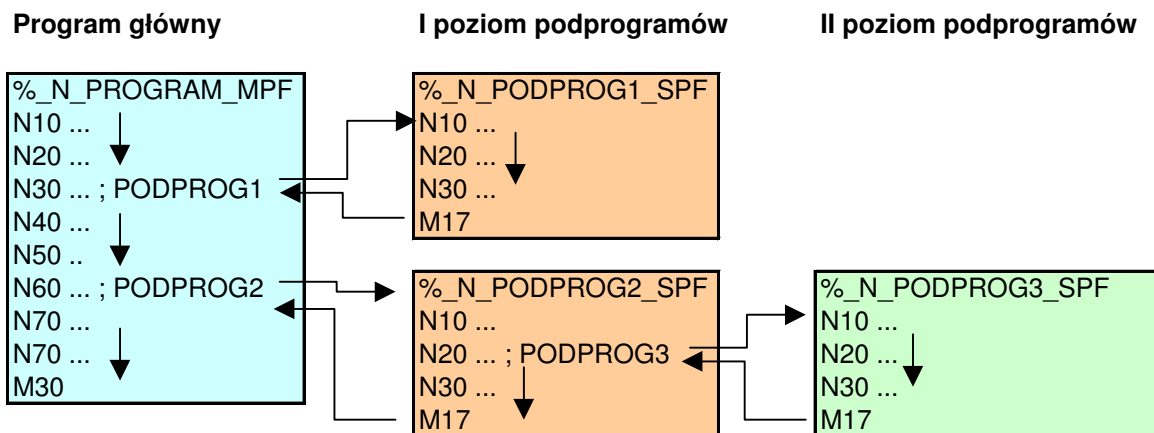 Program główny
I poziom podprogramów
II poziom podprogramów
%_N_PROGRAM_MPF
N10 ...
N20 ...
N30 ... ; PODPROG1
N40 ...
N50 ..
N60 ... ; PODPROG2
N70 ...
N70 ...
M30
%_N_PODPROG1_SPF
N10 ...
N20 ...
N30 ...
M17
%_N_PODPROG2_SPF
N10 ...
N20 ... ; PODPROG3
N30 ...
M17
%_N_PODPROG3_SPF
N10 ...
N20 ...
N30 ...
M17